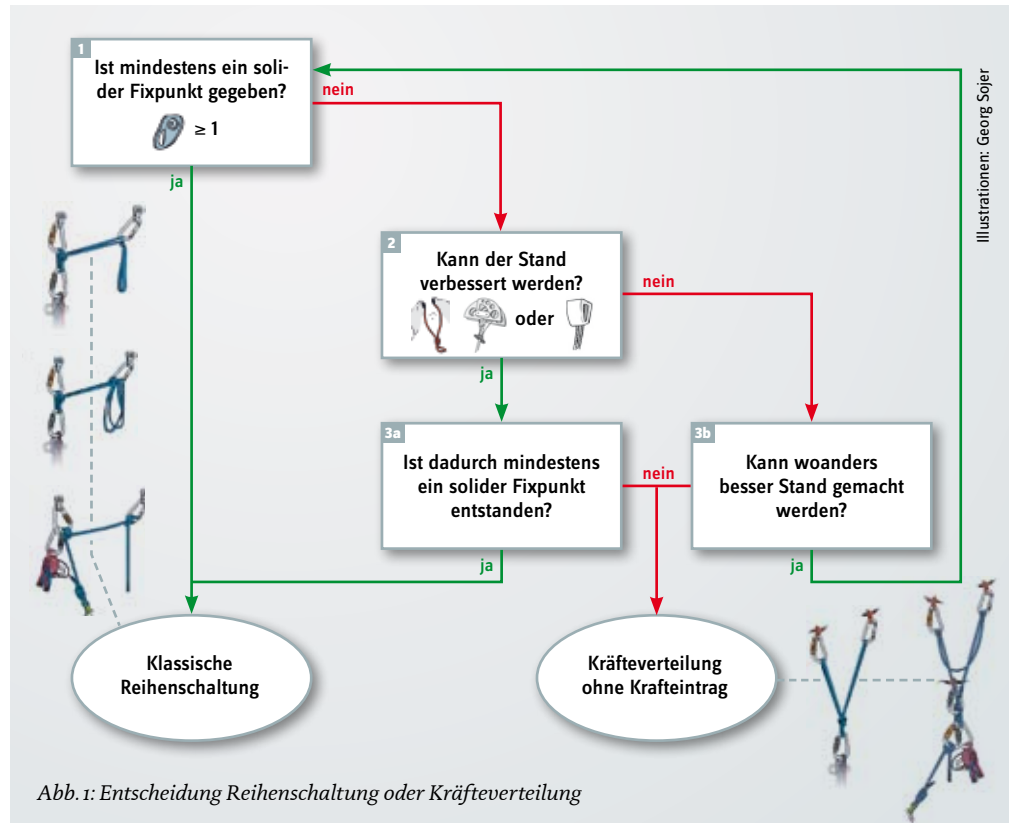 1
Ist mindestens ein soli-
der Fixpunkt gegeben?
≥ 1
nein
ja
2
Kann der Stand
verbessert werden?
oder
nein
ja
3a
Ist dadurch mindestens
ein solider Fixpunkt
entstanden?
nein
ja
3b
Kann woanders
besser Stand gemacht
werden?
ja
Klassische
Reihenschaltung
Kräfteverteilung
ohne Krafteintrag
Illustrationen: Georg Sojer
Abb. 1: Entscheidung Reihenschaltung oder Kräfteverteilung